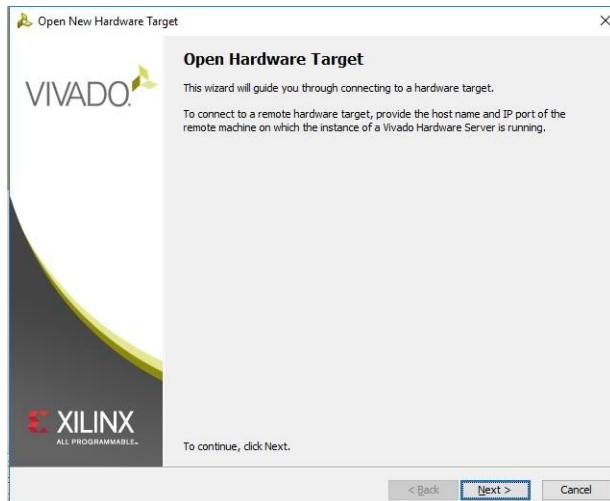 Open New Hardware Target
VIVADO
Open Hardware Target
This wizard will guide you through connecting to a hardware target.
To connect to a remote hardware target, provide the host name and IP port of the
remote machine on which the instance of a Vivado Hardware Server is running.
XILINX
ALL PROGRAMMABLE™
To continue, click Next.
< Back Next > Cancel